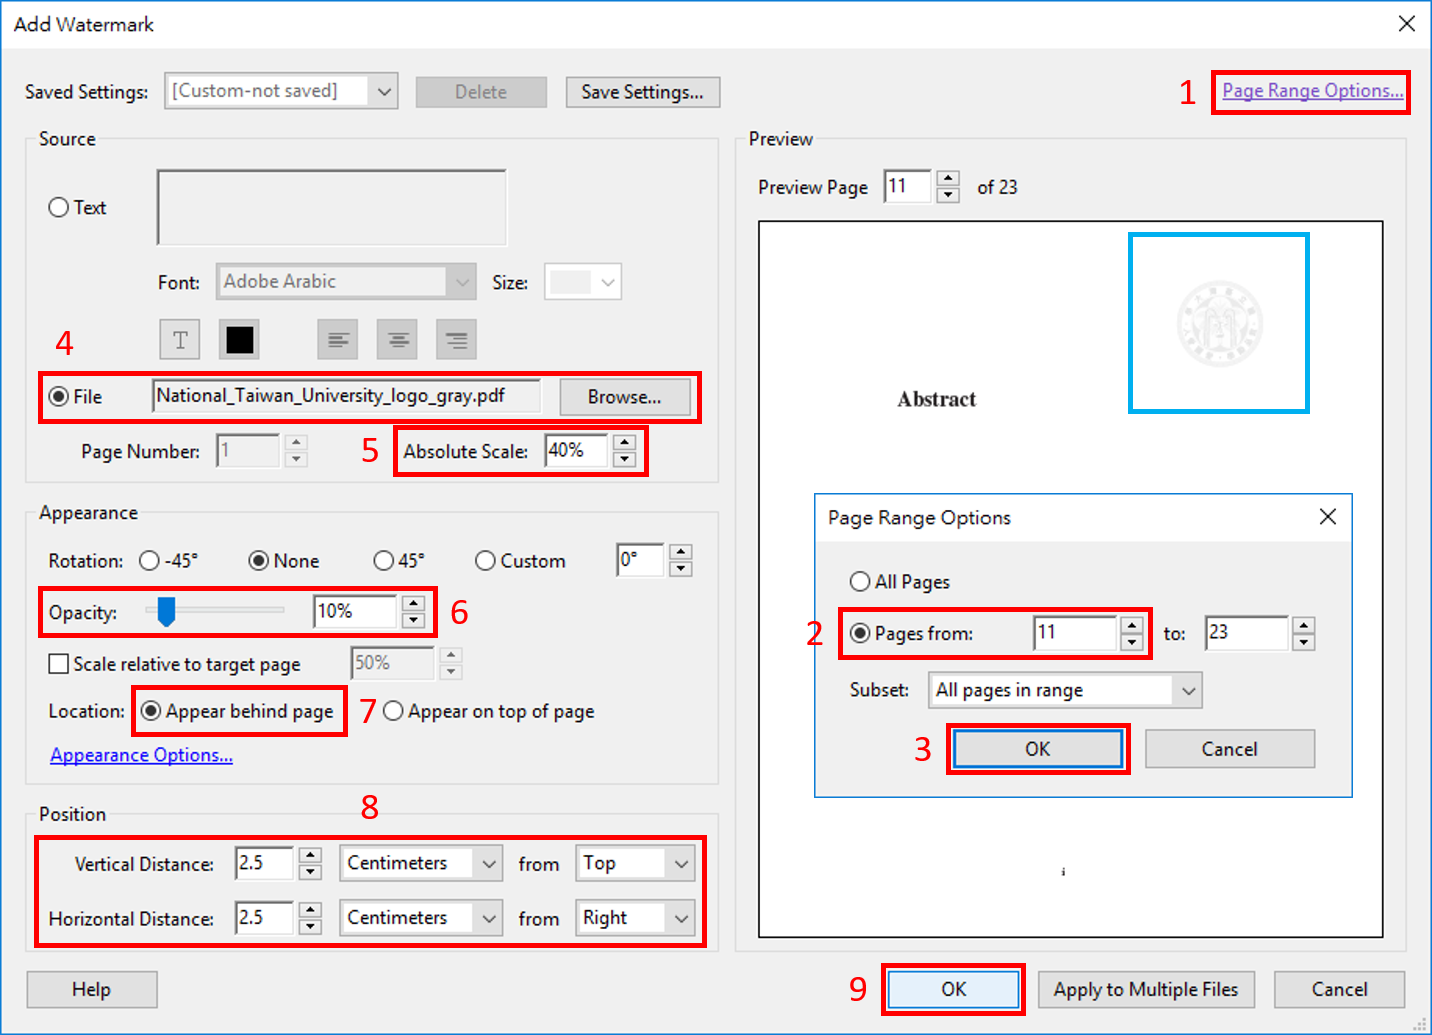 Add Watermark
Saved Settings: [Custom-not saved] Delete Save Settings... 1 Page Range Options...
Source
Text
Font: Adobe Arabic Size:
T
4
File National_Taiwan_University_logo_gray.pdf Browse...
Page Number: 1 5 Absolute Scale: 40%
Appearance
Rotation: -45° None 45° Custom 0°
Opacity: 10% 6
Scale relative to target page 50%
Location: Appear behind page 7 Appear on top of page
Appearance Options...
8
Position
Vertical Distance: 2.5 Centimeters from Top
Horizontal Distance: 2.5 Centimeters from Right
Preview
Preview Page 11 of 23
Abstract
Page Range Options
All Pages
2 Pages from: 11 to: 23
Subset: All pages in range
3 OK Cancel
i
Help 9 OK Apply to Multiple Files Cancel